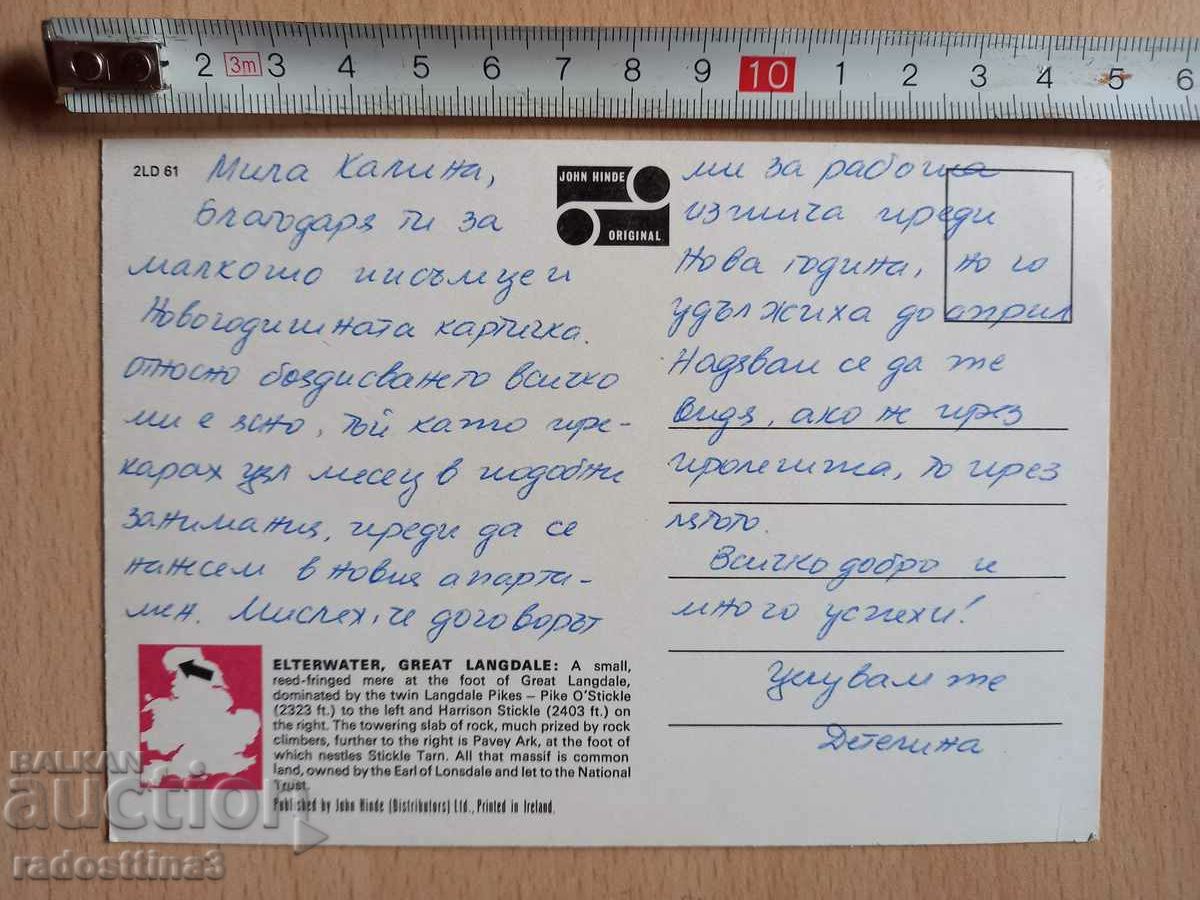 2 3m 3 4 5 6 7 8 9 10 1 2 3 4 5 6
2LD 61
JOHN HINDE
ORIGINAL
Мила Калина,
Благодаря ти за
малкото писъмце и
Новогодишната картичка.
относно боядисването всичко
ми е ясно, тъй като пре-
карах цял месец в подобни
занимания, преди да се
нанесем в новия апарта-
мен. Мислех, че договорът
ми за работа
изтича преди
Нова година, но го
удължиха до април
Надявам се да те
видя, ако не през
пролетта, то през
лятото.
Всичко добро и
много успехи!
Целувам те
Детелина
ELTERWATER, GREAT LANGDALE: A small,
reed-fringed mere at the foot of Great Langdale,
dominated by the twin Langdale Pikes – Pike O'Stickle
(2323 ft.) to the left and Harrison Stickle (2403 ft.) on
the right. The towering slab of rock, much prized by rock
climbers, further to the right is Pavey Ark, at the foot of
which nestles Stickle Tarn. All that massif is common
land, owned by the Earl of Lonsdale and let to the National
Trust.
Published by John Hinde (Distributors) Ltd., Printed in Ireland.
BALKAN
auction
radosttina3